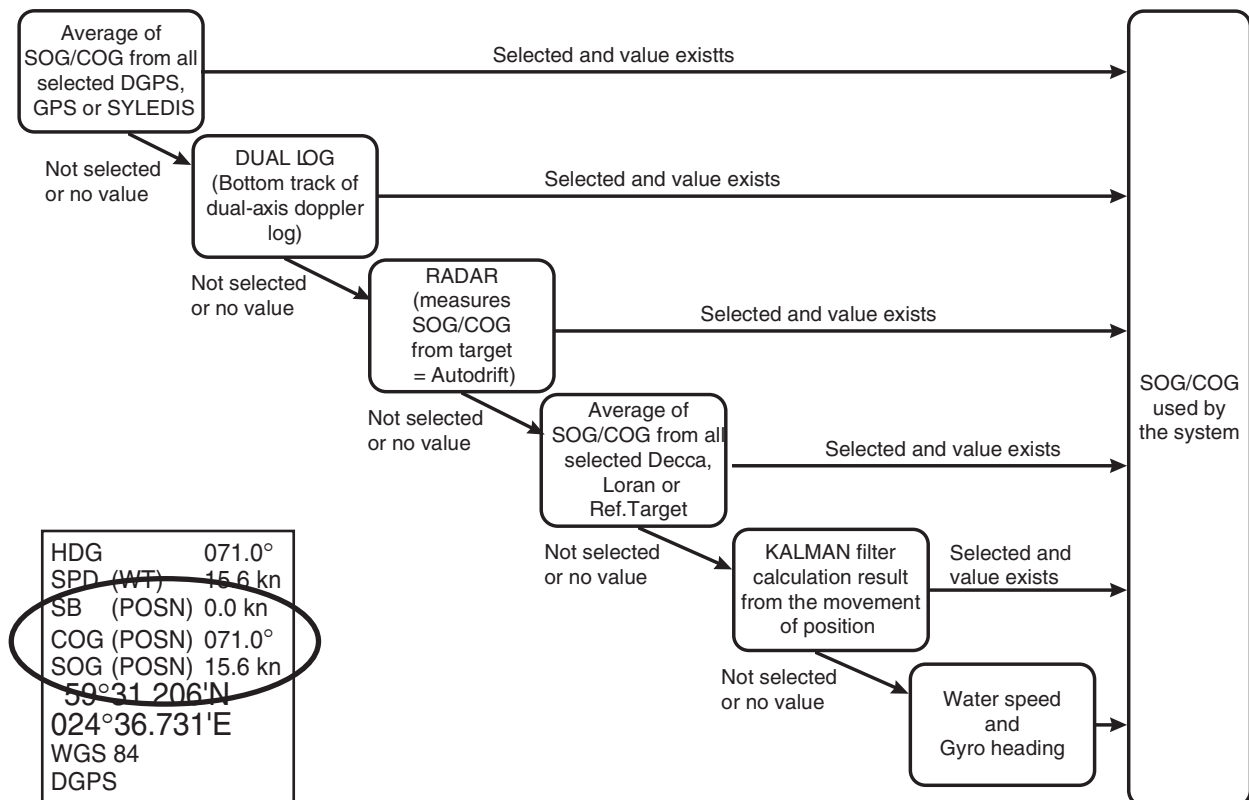 Average of
SOG/COG from all
selected DGPS,
GPS or SYLEDIS
Selected and value existts
Not selected
or no value
DUAL LOG
(Bottom track of
dual-axis doppler
log)
Selected and value exists
Not selected
or no value
RADAR
(measures
SOG/COG
from target
= Autodrift)
Selected and value exists
Not selected
or no value
Average of
SOG/COG from all
selected Decca,
Loran or
Ref.Target
Selected and value exists
Not selected
or no value
KALMAN filter
calculation result
from the movement
of position
Selected and
value exists
Not selected
or no value
Water speed
and
Gyro heading
SOG/COG
used by
the system
HDG 071.0°
SPD (WT) 15.6 kn
SB (POSN) 0.0 kn
COG (POSN) 071.0°
SOG (POSN) 15.6 kn
59°31.206'N
024°36.731'E
WGS 84
DGPS